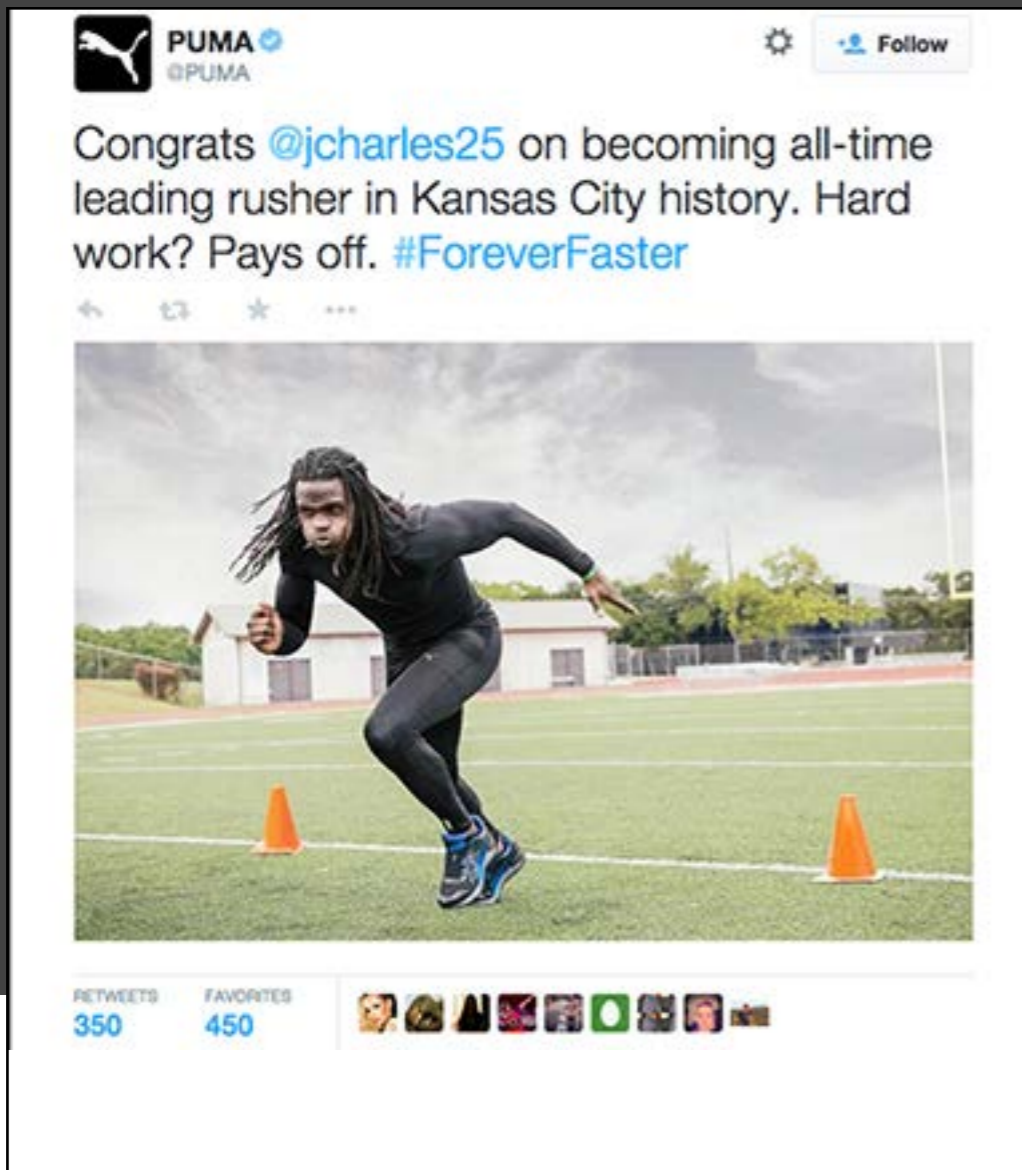 PUMA
@PUMA
Follow
Congrats @jcharles25 on becoming all-time
leading rusher in Kansas City history. Hard
work? Pays off. #ForeverFaster
RETWEETS FAVORITES
350 450